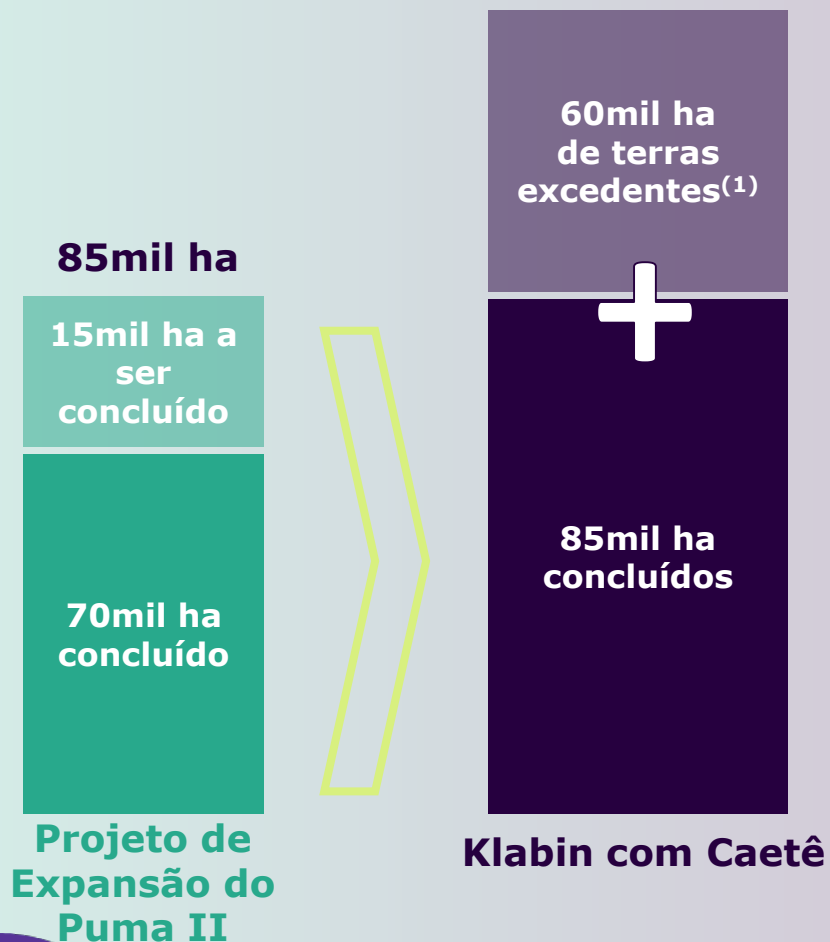 85mil ha
15mil ha a
ser
concluído
70mil ha
concluído
Projeto de
Expansão do
Puma II
60mil ha
de terras
excedentes(1)
+
85mil ha
concluídos
Klabin com Caetê